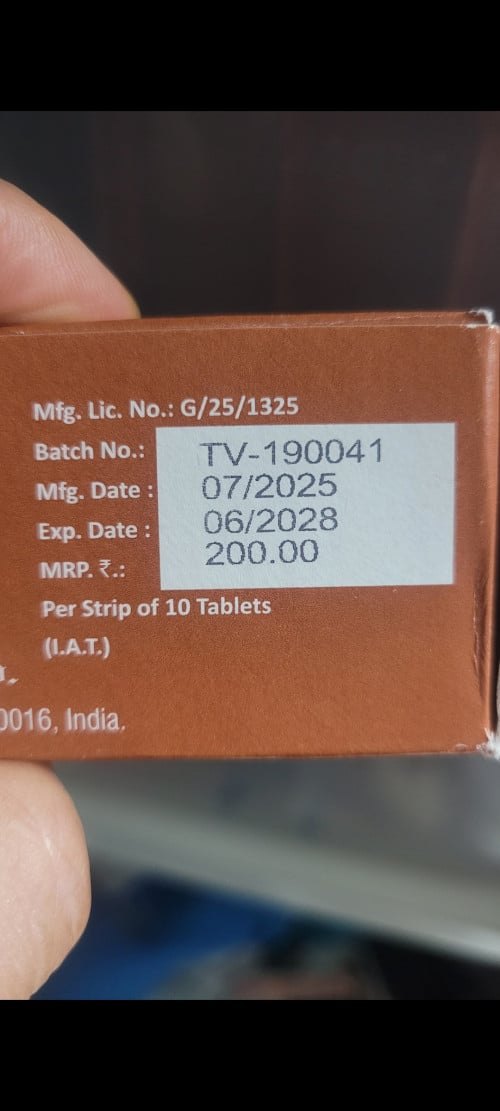 Mfg. Lic. No.: G/25/1325
Batch No.: TV-190041
Mfg. Date : 07/2025
Exp. Date : 06/2028
MRP. ₹.: 200.00
Per Strip of 10 Tablets
(I.A.T.)
0016, India.